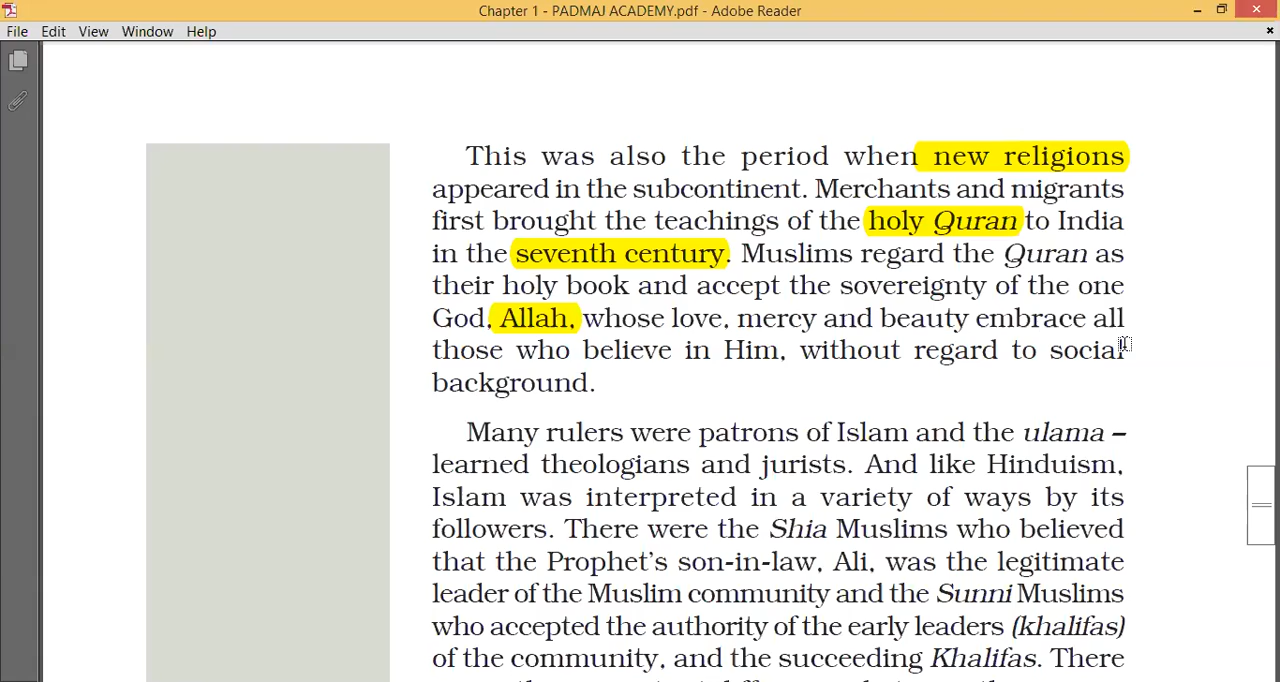 Chapter 1 - PADMAJ ACADEMY.pdf - Adobe Reader
File Edit View Window Help
This was also the period when new religions
appeared in the subcontinent. Merchants and migrants
first brought the teachings of the holy Quran to India
in the seventh century. Muslims regard the Quran as
their holy book and accept the sovereignty of the one
God, Allah, whose love, mercy and beauty embrace all
those who believe in Him, without regard to social
background.
Many rulers were patrons of Islam and the ulama –
learned theologians and jurists. And like Hinduism,
Islam was interpreted in a variety of ways by its
followers. There were the Shia Muslims who believed
that the Prophet's son-in-law, Ali, was the legitimate
leader of the Muslim community and the Sunni Muslims
who accepted the authority of the early leaders (khalifas)
of the community, and the succeeding Khalifas. There